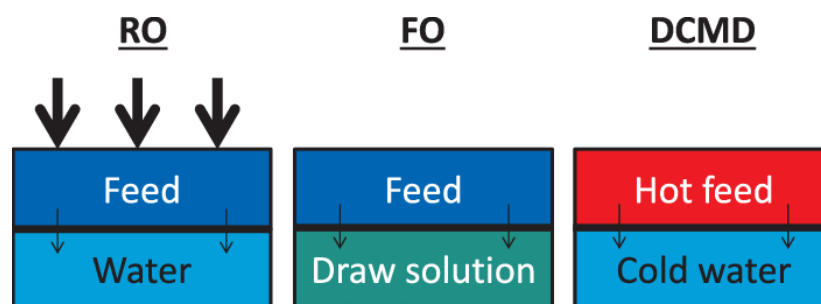 RO FO DCMD
Feed Feed Hot feed
Water Draw solution Cold water